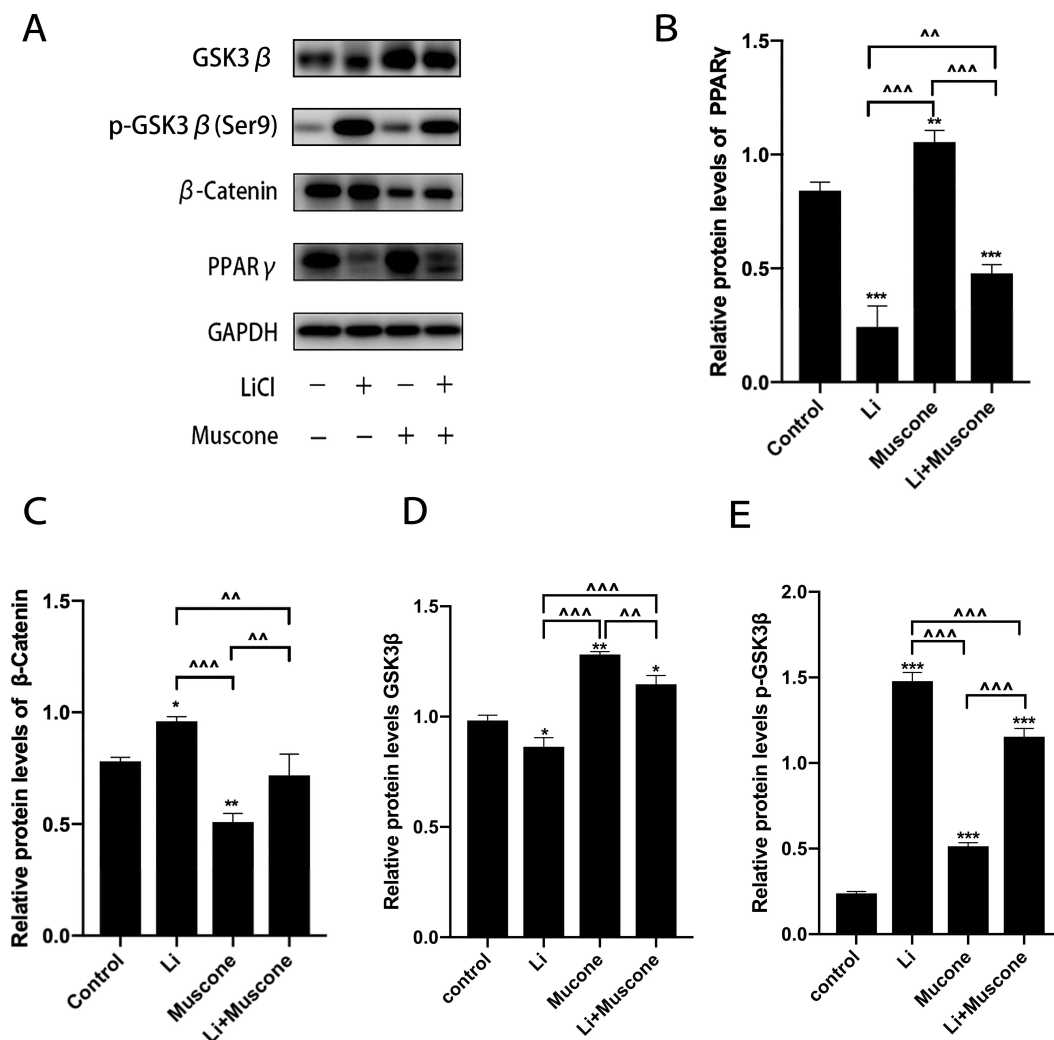 A
GSK3 β
p-GSK3 β (Ser9)
β-Catenin
PPAR γ
GAPDH
LiCl − + − +
Muscone − − + +
B
Relative protein levels of PPARγ
1.5
1.0
0.5
0.0
^^
^^^
^^^
**
***
***
Control
Li
Muscone
Li+Muscone
C
Relative protein levels of β-Catenin
1.5
1.0
0.5
0.0
^^
^^
^^^
*
**
Control
Li
Muscone
Li+Muscone
D
Relative protein levels GSK3β
1.5
1.0
0.5
0.0
^^^
^^^
^^
**
*
*
control
Li
Mucone
Li+Muscone
E
Relative protein levels p-GSK3β
2.0
1.5
1.0
0.5
0.0
^^^
^^^
^^^
***
***
***
control
Li
Mucone
Li+Muscone